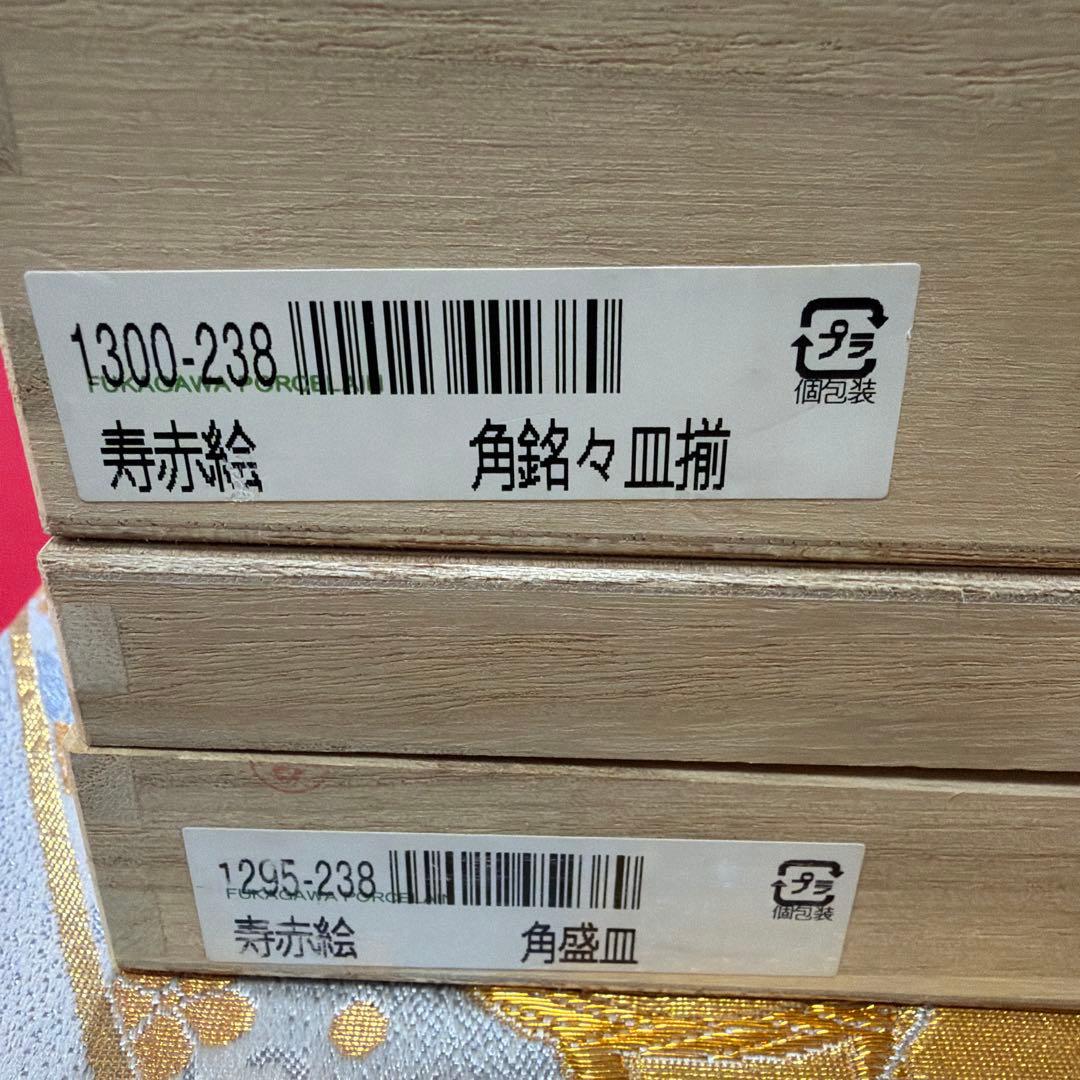 1300-238
FUKAGAWA PORCELAIN
プラ
個包装
寿赤絵 角銘々皿揃
1295-238
FUKAGAWA PORCELAIN
プラ
個包装
寿赤絵 角盛皿